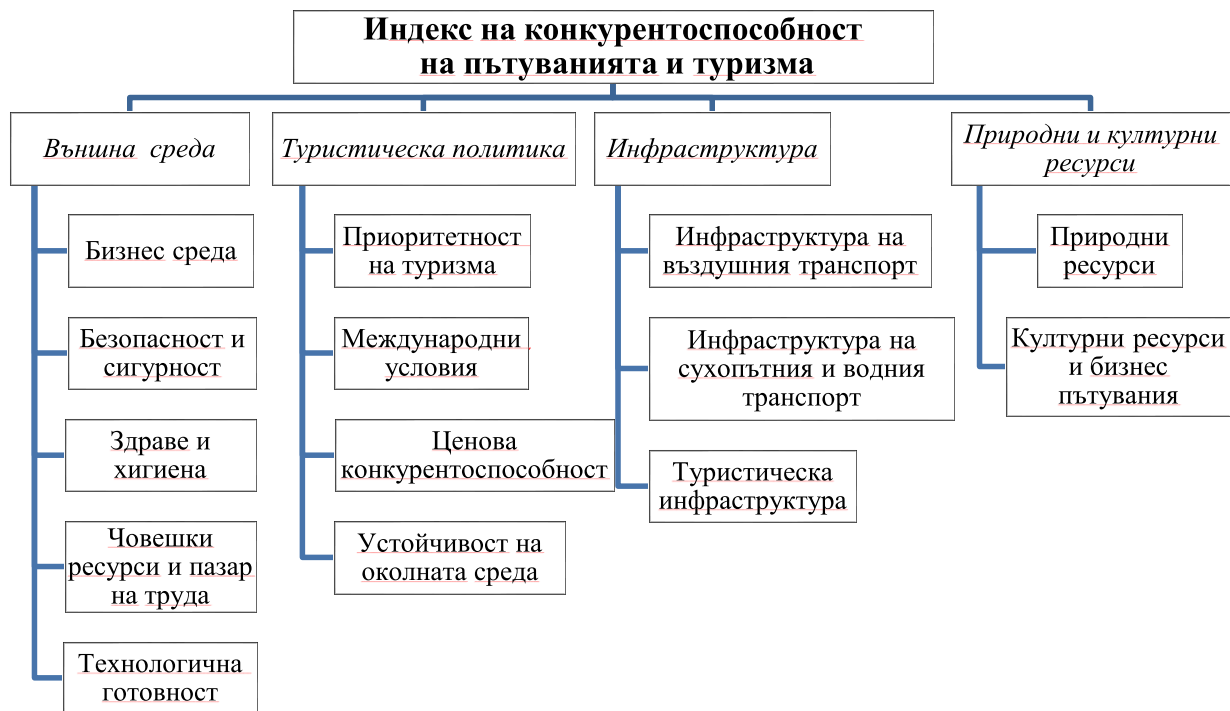 Индекс на конкурентоспособност
на пътуванията и туризма
Външна среда
Бизнес среда
Безопасност и
сигурност
Здраве и
хигиена
Човешки
ресурси и пазар
на труда
Технологична
готовност
Туристическа политика
Приоритетност
на туризма
Международни
условия
Ценова
конкурентоспособност
Устойчивост на
околната среда
Инфраструктура
Инфраструктура на
въздушния транспорт
Инфраструктура на
сухопътния и водния
транспорт
Туристическа
инфраструктура
Природни и културни
ресурси
Природни
ресурси
Културни ресурси
и бизнес
пътувания